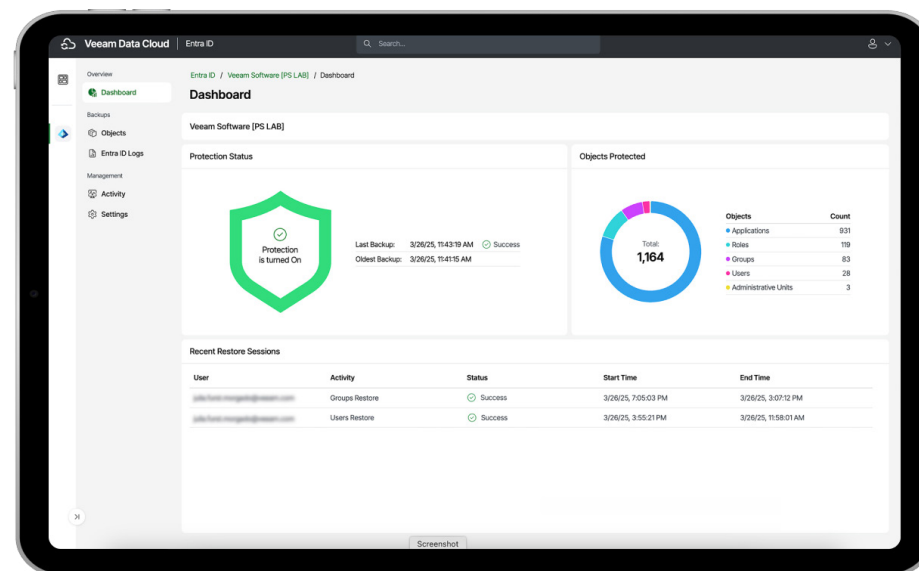 Veeam Data Cloud | Entra ID
Search...
Overview
Dashboard
Backups
Objects
Entra ID Logs
Management
Activity
Settings
Entra ID / Veeam Software [PS LAB] / Dashboard
Dashboard
Veeam Software [PS LAB]
Protection Status
Protection
is turned On
Last Backup: 3/26/25, 11:43:19 AM Success
Oldest Backup: 3/26/25, 11:41:15 AM
Objects Protected
Total:
1,164
Objects Count
Applications 931
Roles 119
Groups 83
Users 28
Administrative Units 3
Recent Restore Sessions
User Activity Status Start Time End Time
Groups Restore Success 3/26/25, 7:05:03 PM 3/26/25, 3:07:12 PM
Users Restore Success 3/26/25, 3:55:21 PM 3/26/25, 11:58:01 AM
Screenshot